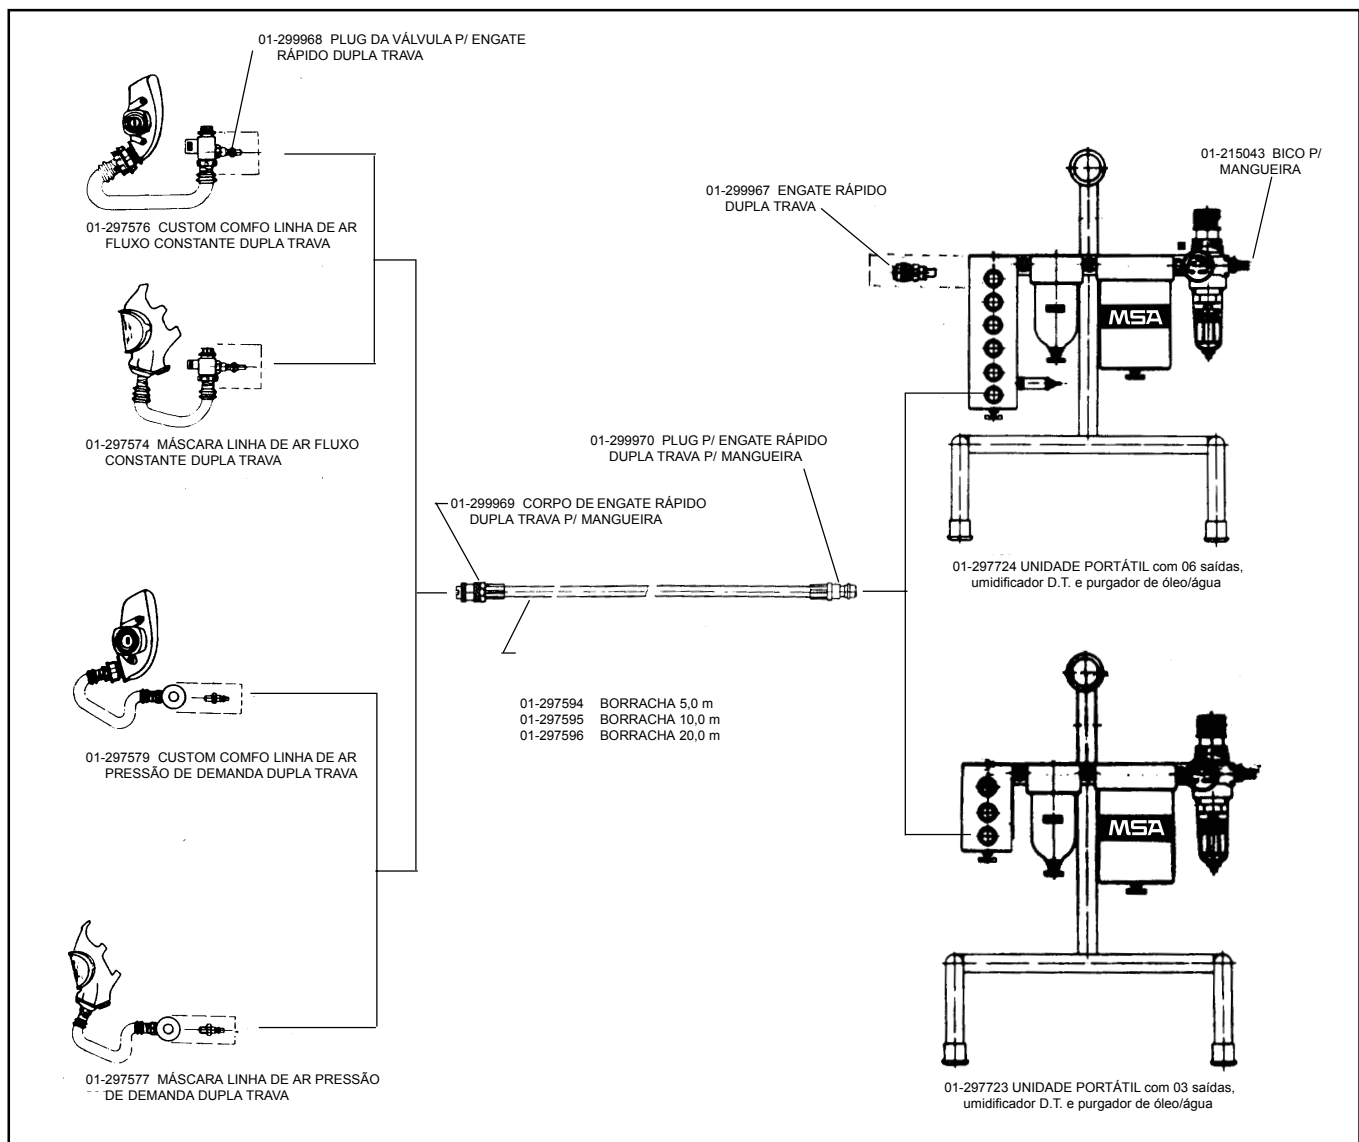 01-299968 PLUG DA VÁLVULA P/ ENGATE
RÁPIDO DUPLA TRAVA
01-297576 CUSTOM COMFO LINHA DE AR
FLUXO CONSTANTE DUPLA TRAVA
01-297574 MÁSCARA LINHA DE AR FLUXO
CONSTANTE DUPLA TRAVA
01-299969 CORPO DE ENGATE RÁPIDO
DUPLA TRAVA P/ MANGUEIRA
01-299970 PLUG P/ ENGATE RÁPIDO
DUPLA TRAVA P/ MANGUEIRA
01-299967 ENGATE RÁPIDO
DUPLA TRAVA
01-215043 BICO P/
MANGUEIRA
MSA
01-297724 UNIDADE PORTÁTIL com 06 saídas,
umidificador D.T. e purgador de óleo/água
01-297594 BORRACHA 5,0 m
01-297595 BORRACHA 10,0 m
01-297596 BORRACHA 20,0 m
01-297579 CUSTOM COMFO LINHA DE AR
PRESSÃO DE DEMANDA DUPLA TRAVA
01-297577 MÁSCARA LINHA DE AR PRESSÃO
DE DEMANDA DUPLA TRAVA
MSA
01-297723 UNIDADE PORTÁTIL com 03 saídas,
umidificador D.T. e purgador de óleo/água